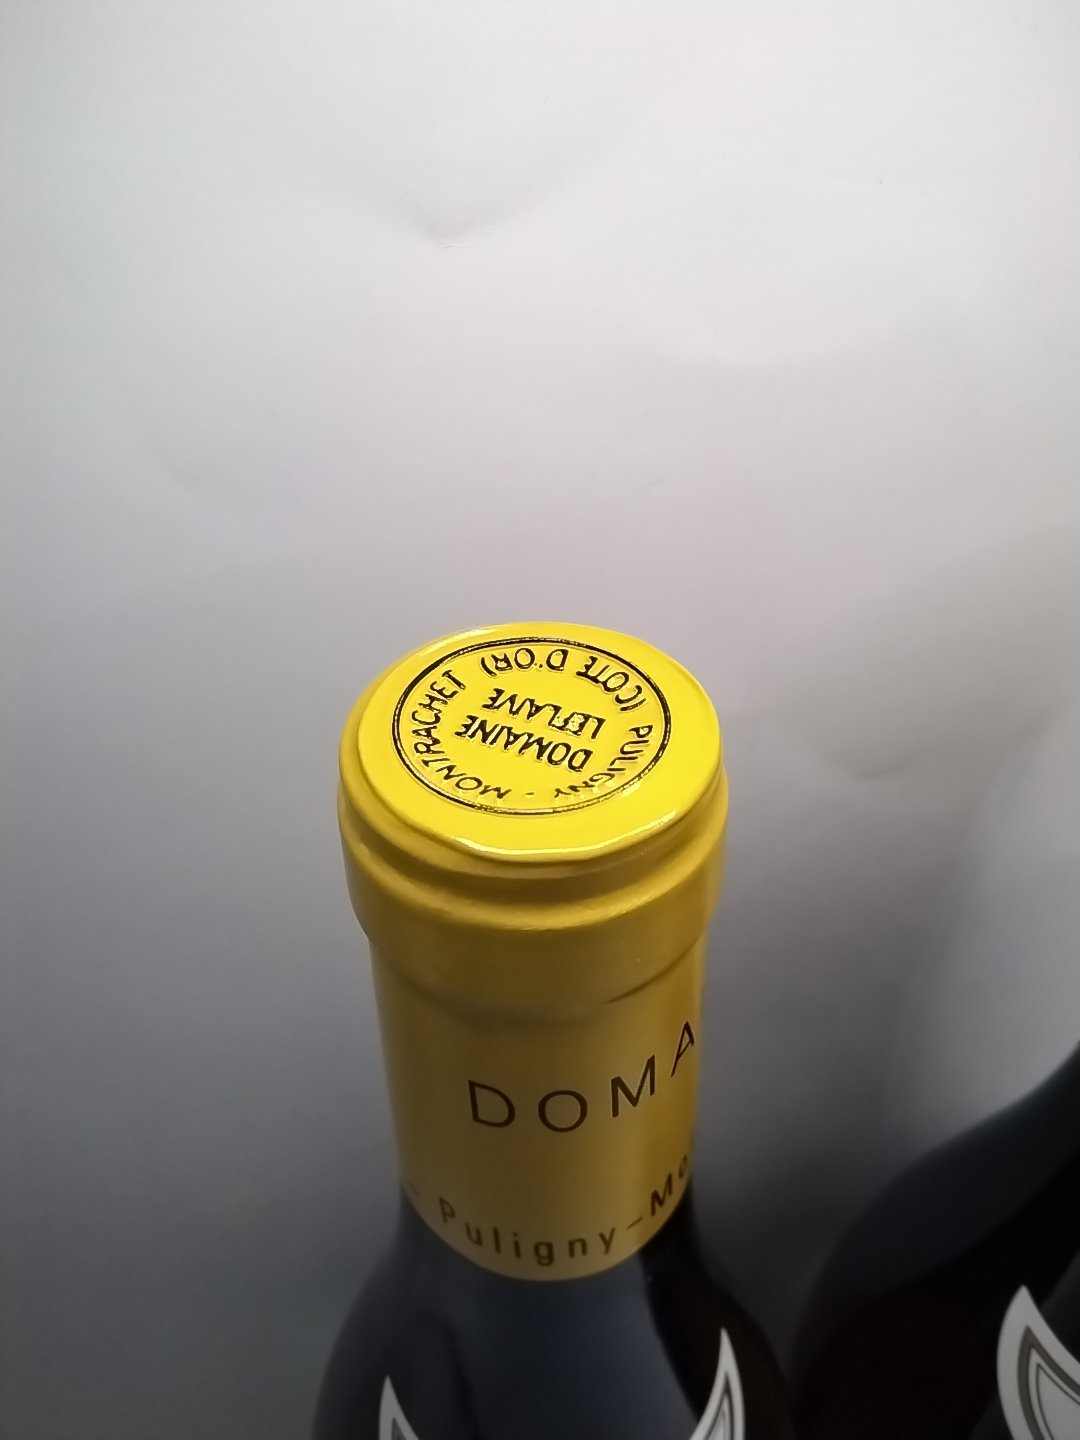 DOMAINE
LEFLAIVE
PULIGNY - MONTRACHET (COTE D'OR)
DOMA
- Puligny-Mo